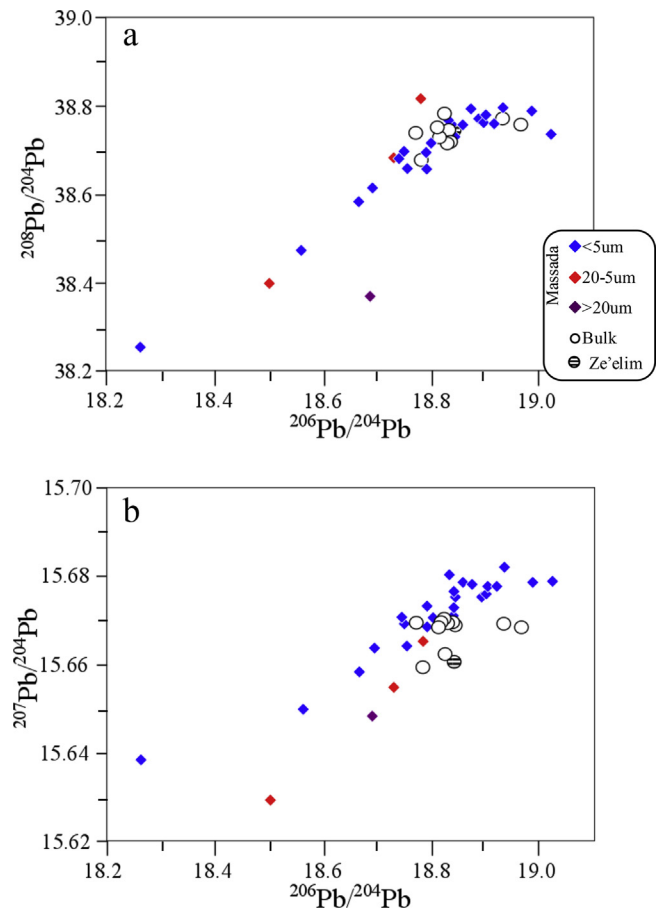 a
39.0
38.8
38.6
38.4
38.2
²⁰⁸Pb/²⁰⁴Pb
18.2 18.4 18.6 18.8 19.0
²⁰⁶Pb/²⁰⁴Pb
Massada
<5um
20-5um
>20um
Bulk
Ze'elim
b
15.70
15.68
15.66
15.64
15.62
²⁰⁷Pb/²⁰⁴Pb
18.2 18.4 18.6 18.8 19.0
²⁰⁶Pb/²⁰⁴Pb